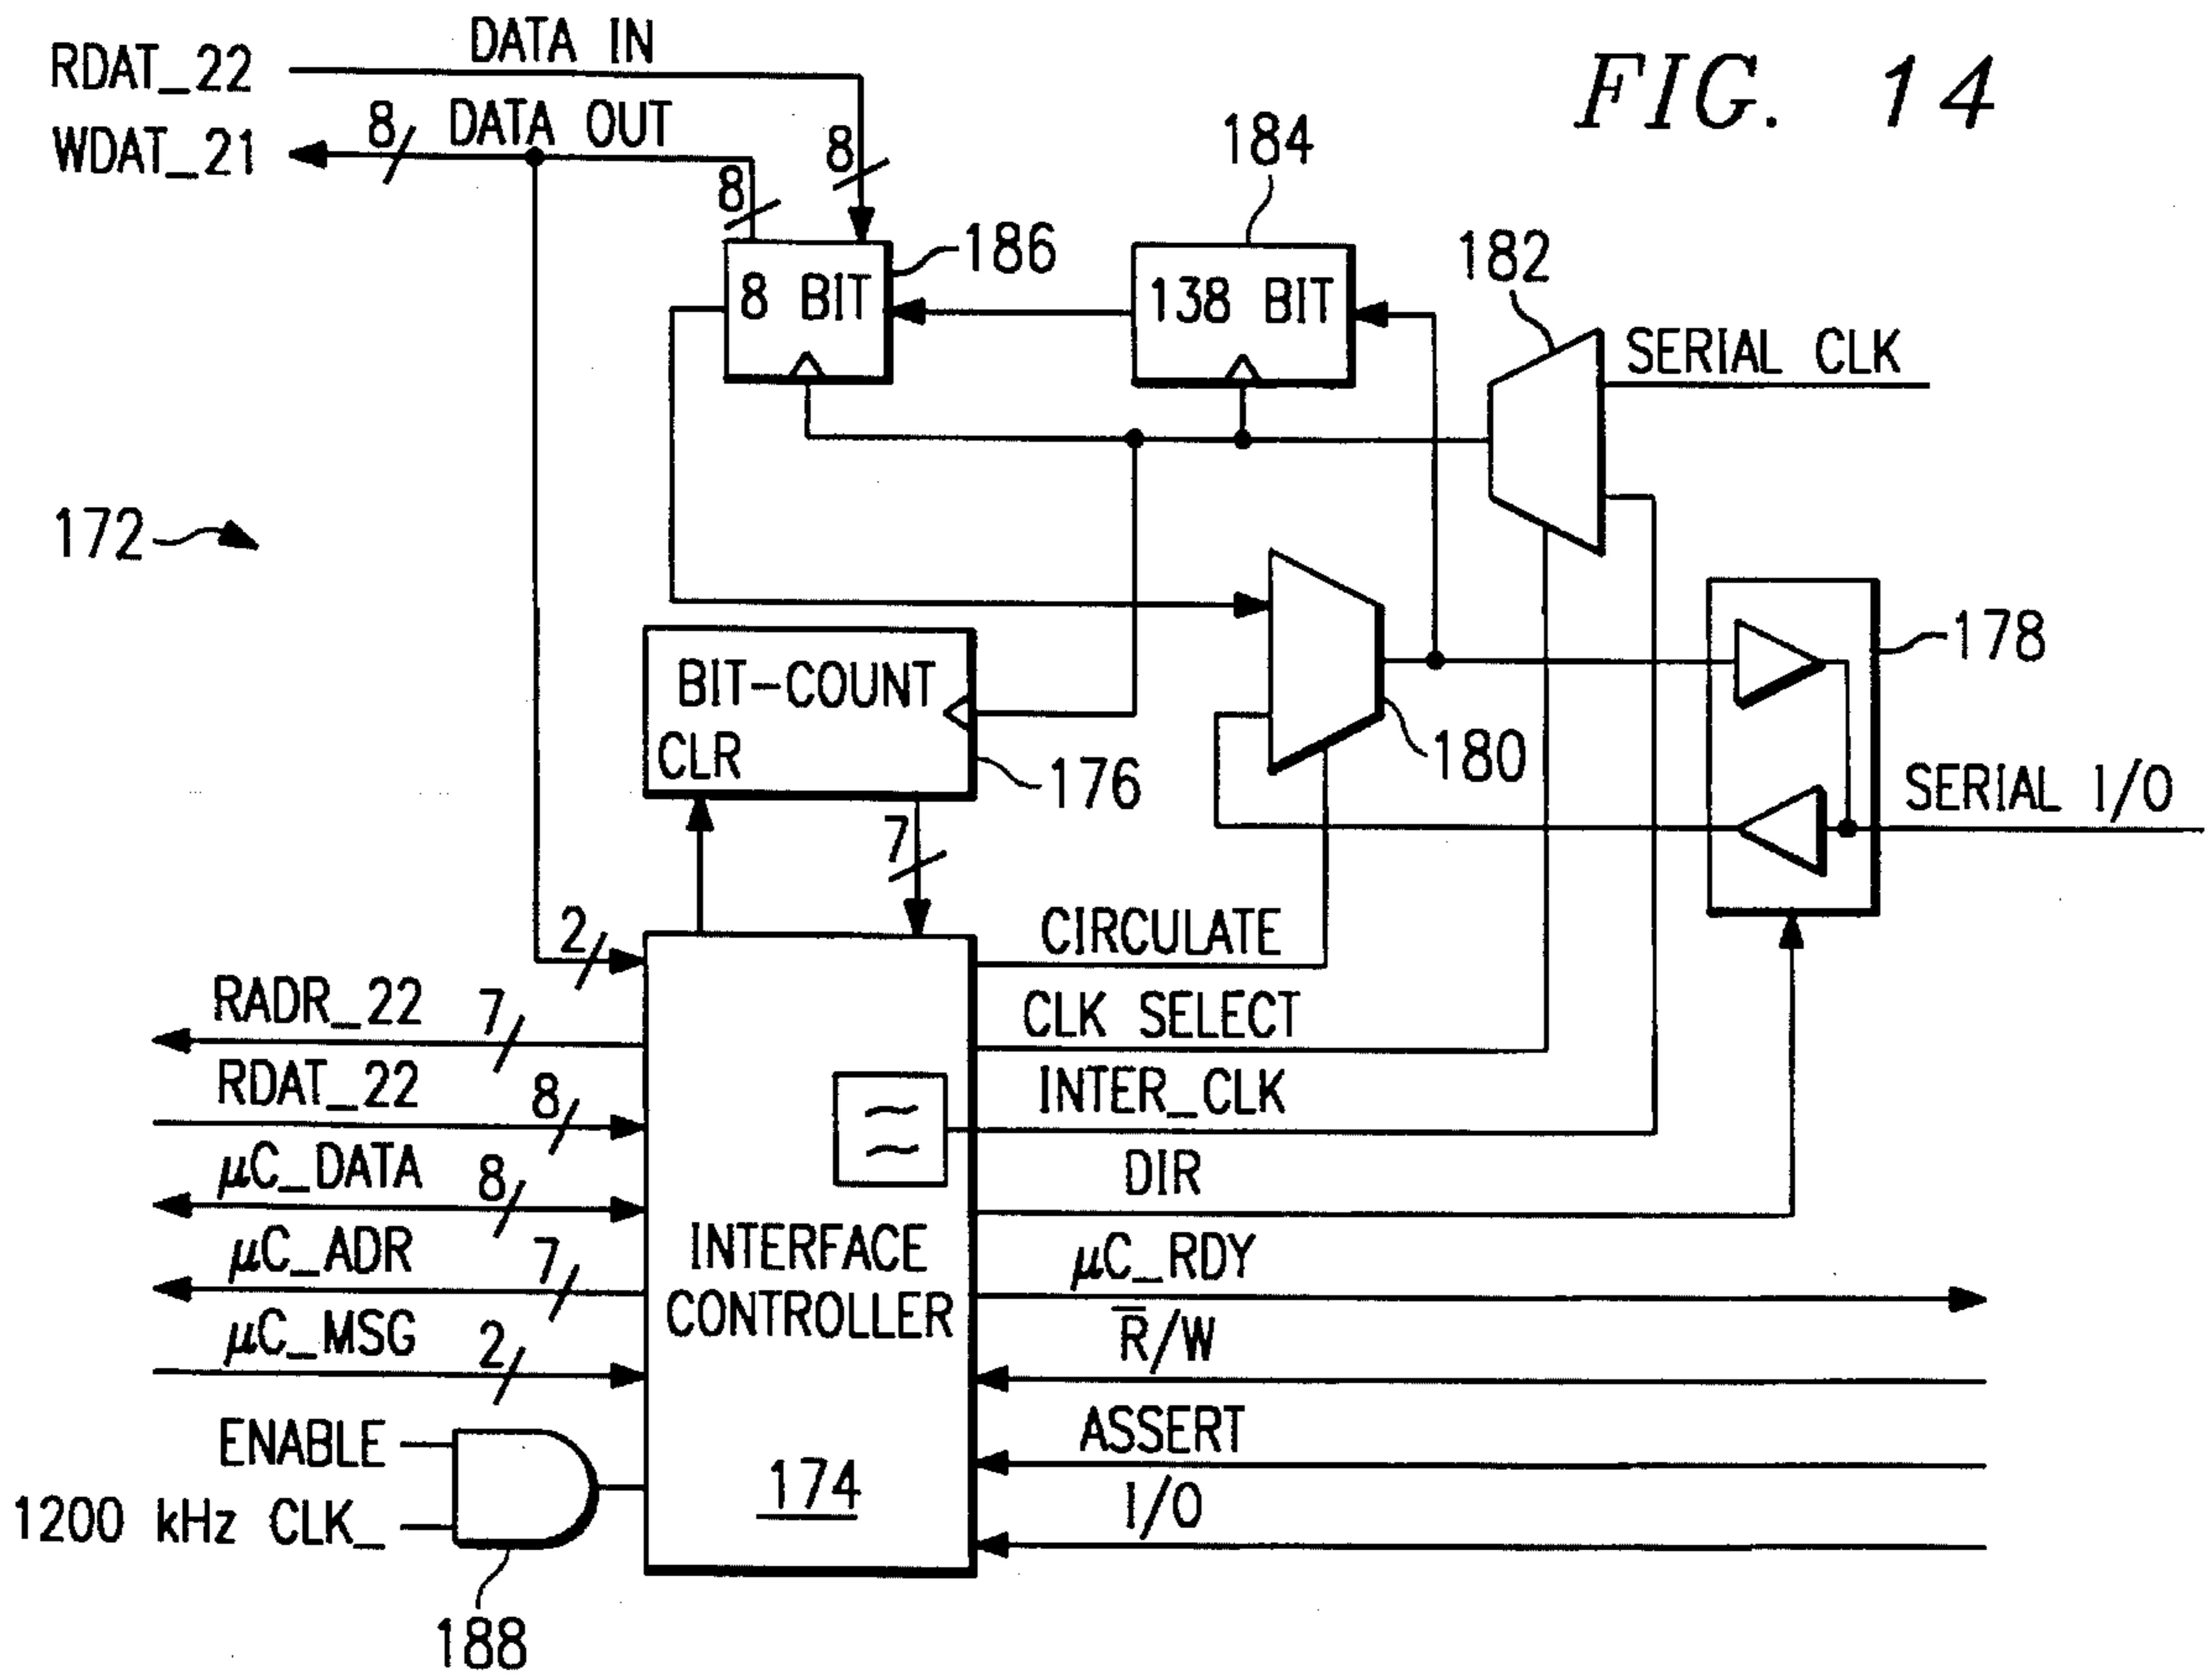 FIG. 14
RDAT_22
DATA IN
WDAT_21
8
DATA OUT
8
8
184
186
182
8 BIT
138 BIT
SERIAL CLK
172
178
BIT-COUNT
CLR
176
180
SERIAL I/O
7
2
CIRCULATE
RADR_22
7
CLK SELECT
RDAT_22
8
INTER_CLK
≈
μC_DATA
8
DIR
μC_ADR
7
INTERFACE
CONTROLLER
μC_RDY
μC_MSG
2
R̅/W
ENABLE
ASSERT
1200 kHz CLK_
174
I/O
188